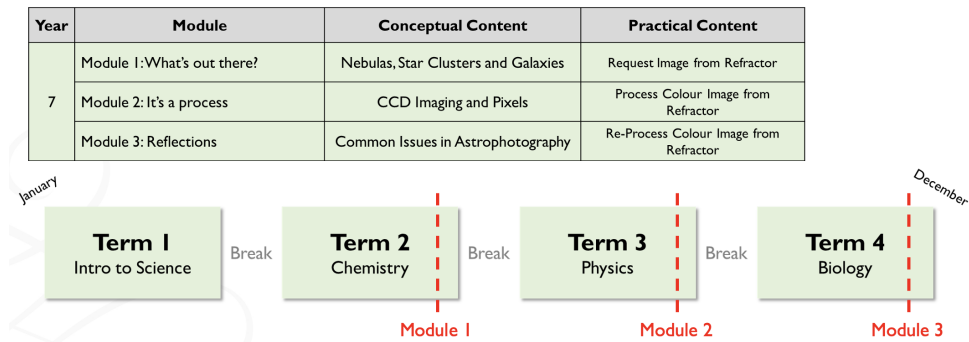 Year Module Conceptual Content Practical Content
7
Module 1: What's out there? Nebulas, Star Clusters and Galaxies Request Image from Refractor
Module 2: It's a process CCD Imaging and Pixels Process Colour Image from
Refractor
Module 3: Reflections Common Issues in Astrophotography Re-Process Colour Image from
Refractor
January
December
Term 1
Intro to Science
Break
Term 2
Chemistry
Break
Term 3
Physics
Break
Term 4
Biology
Module 1
Module 2
Module 3